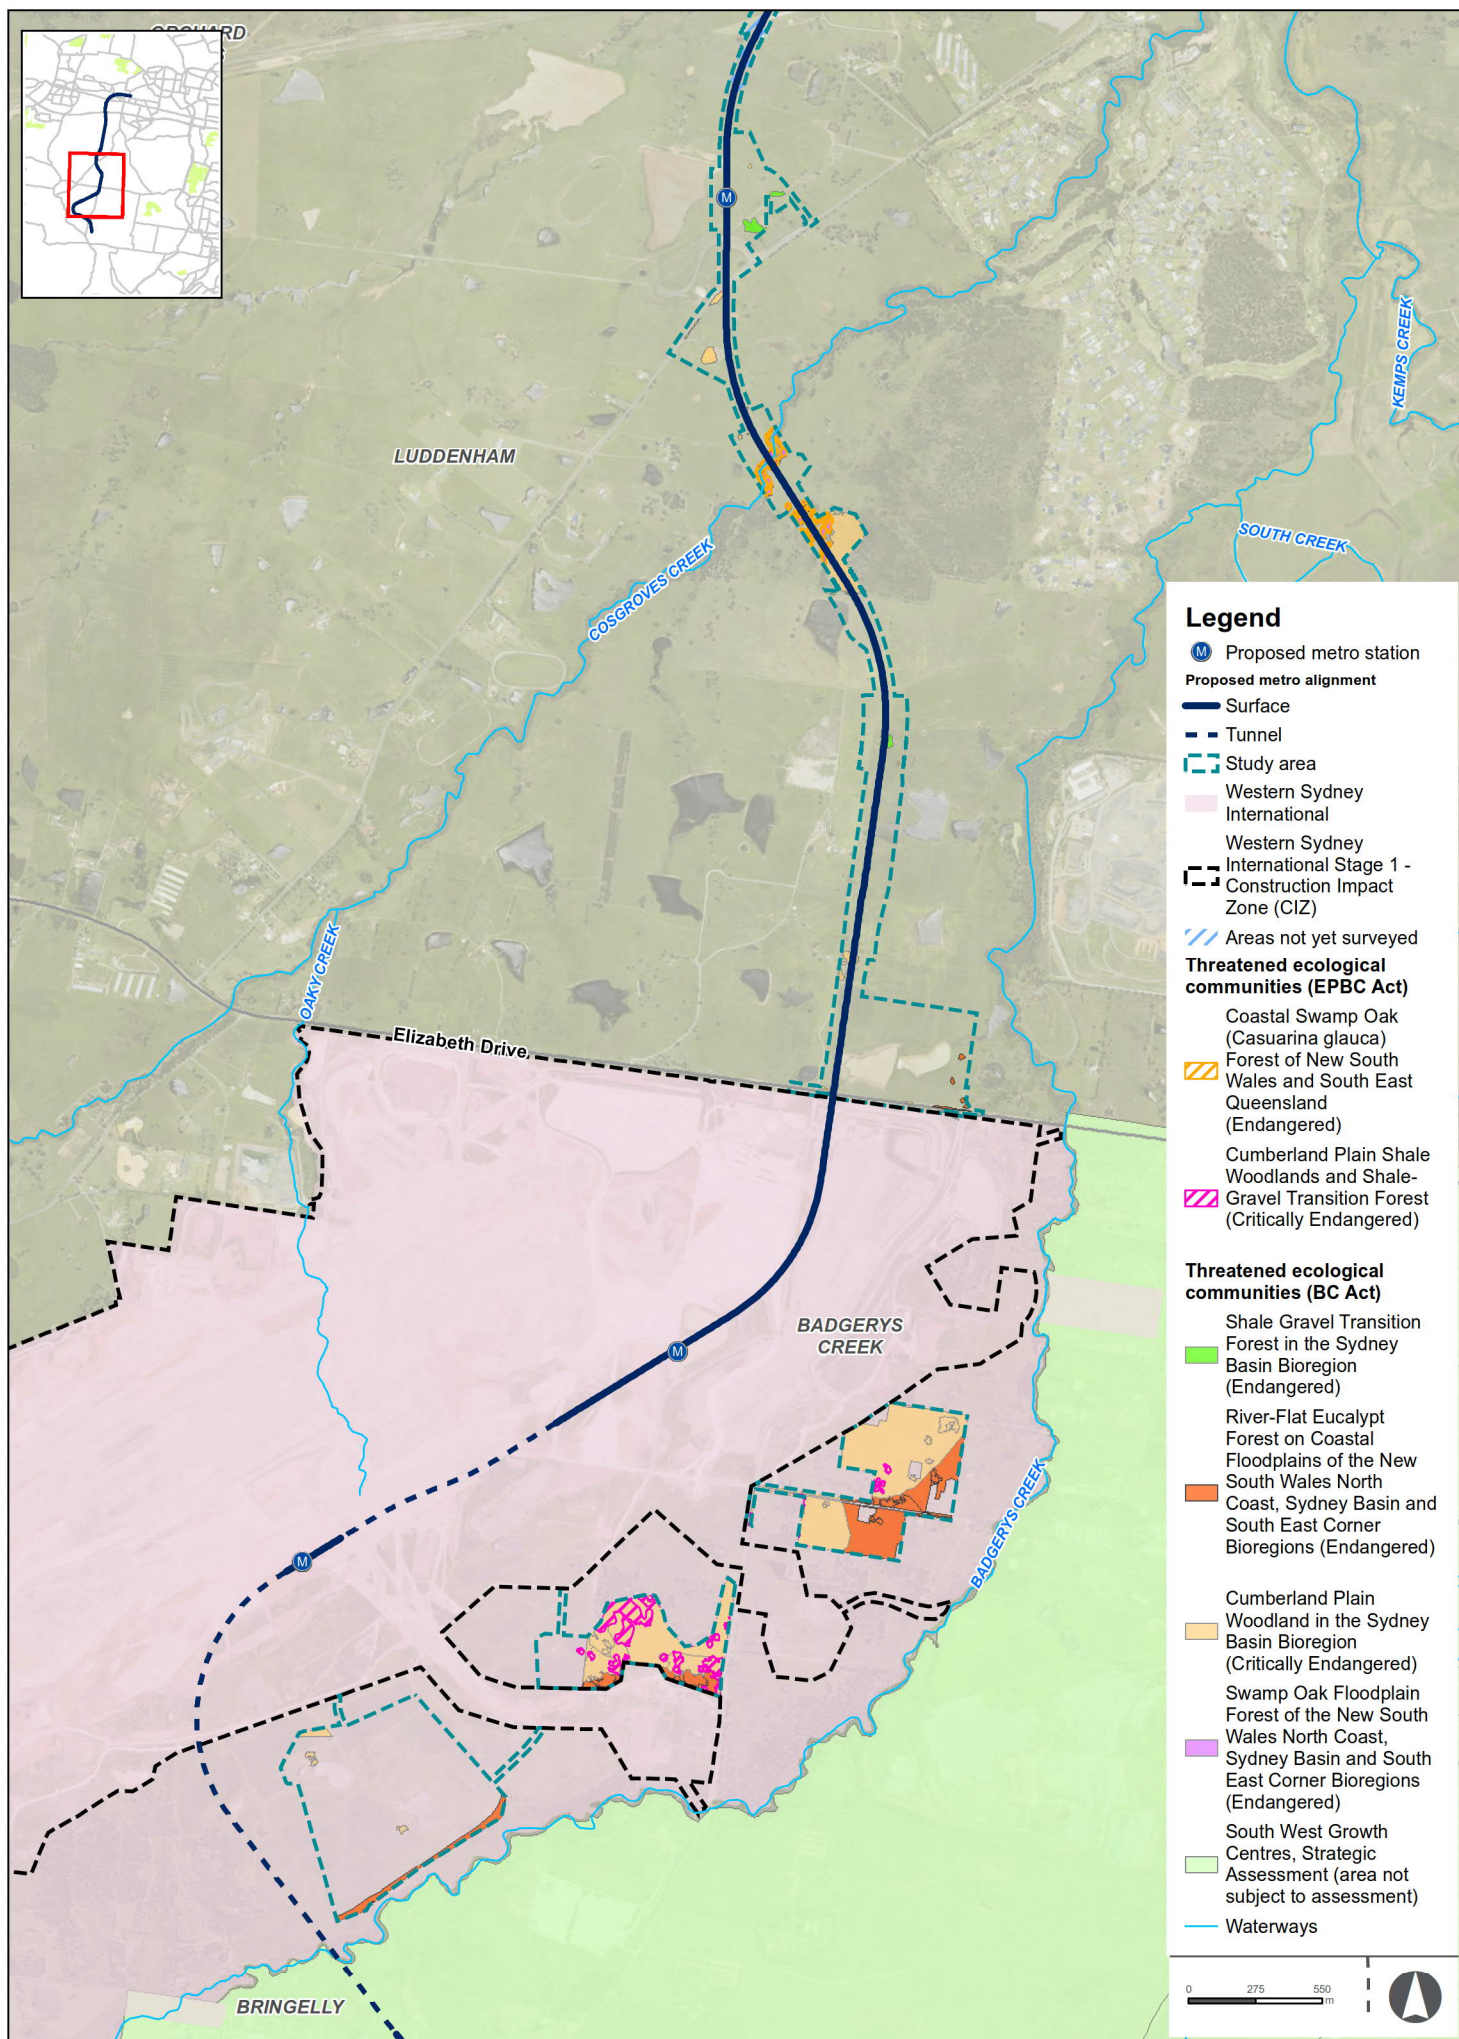 ORCHARD
LUDDENHAM
COSGROVES CREEK
KEMPS CREEK
SOUTH CREEK
OAKY CREEK
Elizabeth Drive
BADGERYS
CREEK
BADGERYS CREEK
BRINGELLY
M
M
M
Legend
M Proposed metro station
Proposed metro alignment
Surface
Tunnel
Study area
Western Sydney
International
Western Sydney
International Stage 1 -
Construction Impact
Zone (CIZ)
Areas not yet surveyed
Threatened ecological
communities (EPBC Act)
Coastal Swamp Oak
(Casuarina glauca)
Forest of New South
Wales and South East
Queensland
(Endangered)
Cumberland Plain Shale
Woodlands and Shale-
Gravel Transition Forest
(Critically Endangered)
Threatened ecological
communities (BC Act)
Shale Gravel Transition
Forest in the Sydney
Basin Bioregion
(Endangered)
River-Flat Eucalypt
Forest on Coastal
Floodplains of the New
South Wales North
Coast, Sydney Basin and
South East Corner
Bioregions (Endangered)
Cumberland Plain
Woodland in the Sydney
Basin Bioregion
(Critically Endangered)
Swamp Oak Floodplain
Forest of the New South
Wales North Coast,
Sydney Basin and South
East Corner Bioregions
(Endangered)
South West Growth
Centres, Strategic
Assessment (area not
subject to assessment)
Waterways
0 275 550
m